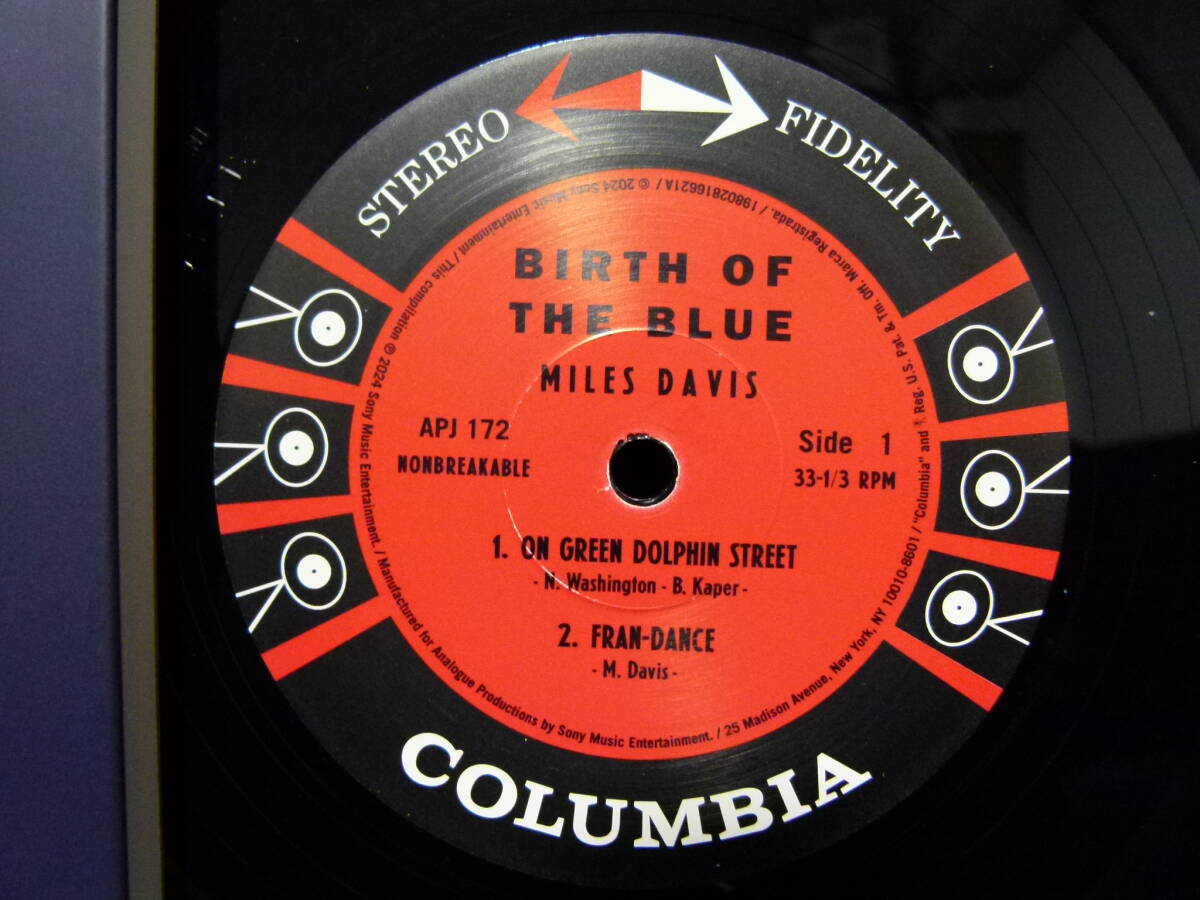 STEREO FIDELITY
BIRTH OF
THE BLUE
MILES DAVIS
APJ 172
NONBREAKABLE
Side 1
33-1/3 RPM
1. ON GREEN DOLPHIN STREET
- N. Washington - B. Kaper -
2. FRAN-DANCE
- M. Davis -
COLUMBIA
℗ 2024 Sony Music Entertainment / This compilation ℗ 2024 Sony Music Entertainment. / Manufactured for Analogue Productions by Sony Music Entertainment. / 25 Madison Avenue, New York, NY 10010-8601 / "Columbia" and Reg. U.S. Pat. & Tm. Off. Marca Registrada. / 19802816621A /